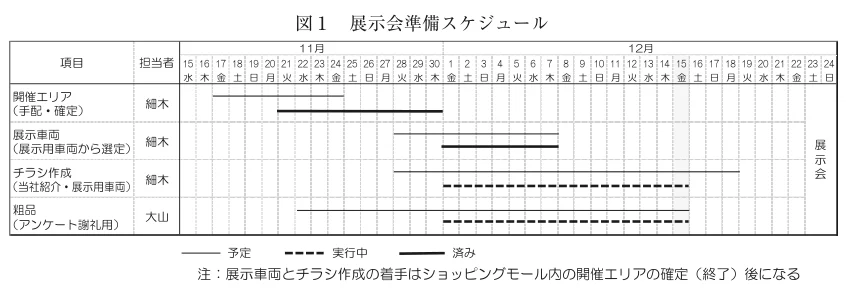 図１　展示会準備スケジュール
項目 担当者 11月 12月
15 16 17 18 19 20 21 22 23 24 25 26 27 28 29 30 1 2 3 4 5 6 7 8 9 10 11 12 13 14 15 16 17 18 19 20 21 22 23 24
水 木 金 土 日 月 火 水 木 金 土 日 月 火 水 木 金 土 日 月 火 水 木 金 土 日 月 火 水 木 金 土 日 月 火 水 木 金 土 日
開催エリア
（手配・確定） 細木
展示車両
（展示用車両から選定） 細木
チラシ作成
（当社紹介・展示用車両） 細木
粗品
（アンケート謝礼用） 大山
展示会
予定 実行中 済み
注：展示車両とチラシ作成の着手はショッピングモール内の開催エリアの確定（終了）後になる